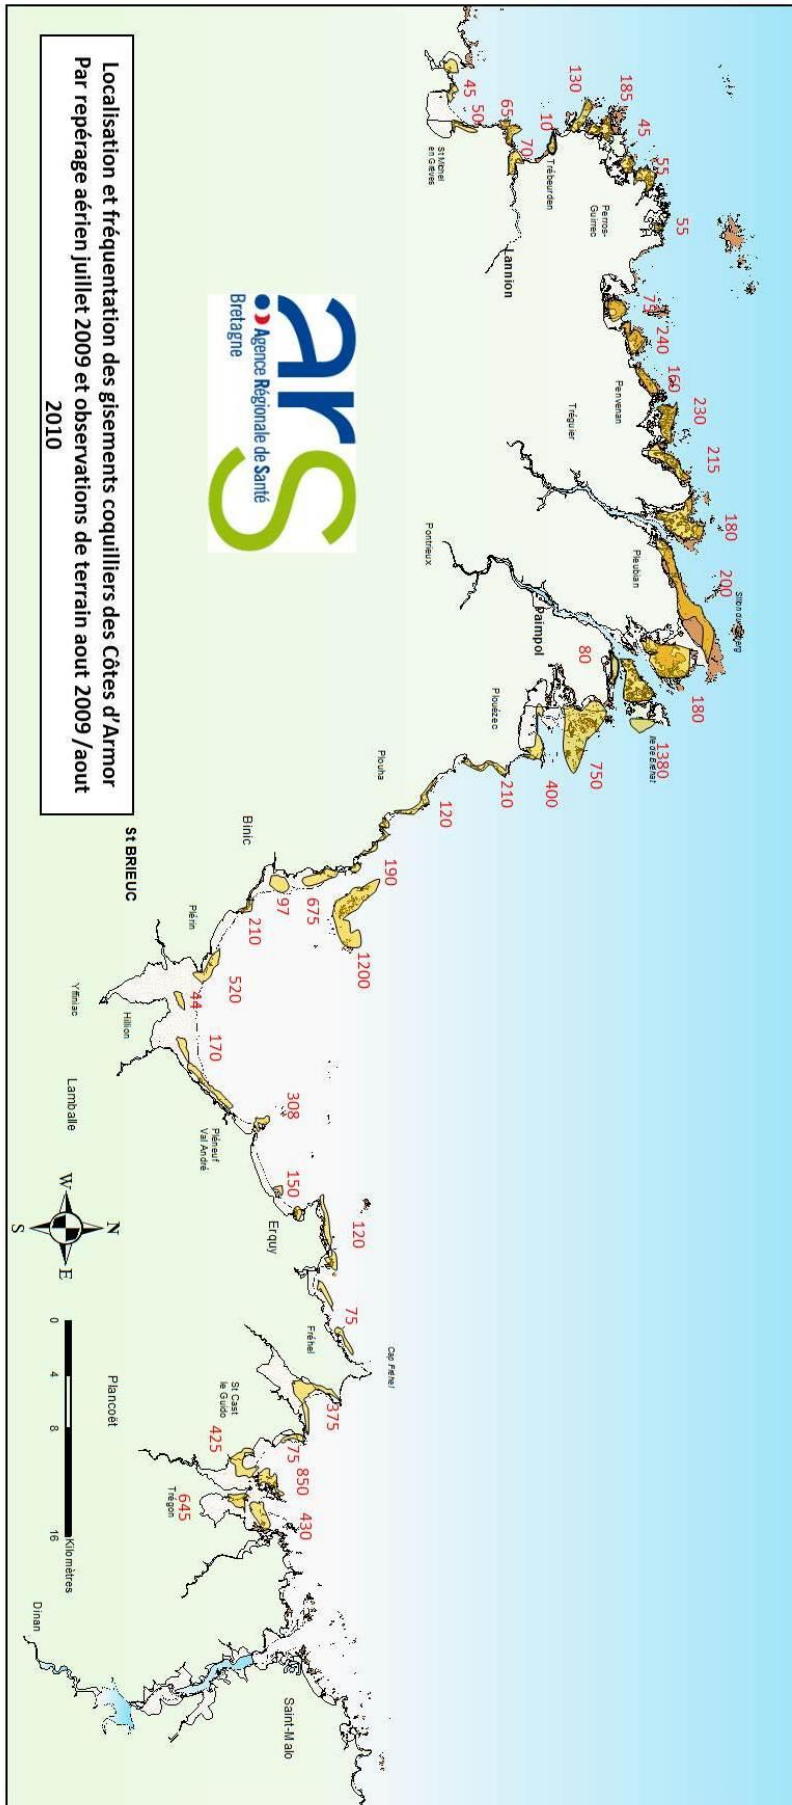 45
50
65
70
10
130
185
45
55
55
75
240
160
230
215
180
200
180
1380
80
750
400
210
120
190
1200
675
97
210
520
44
170
308
150
120
75
375
75
850
425
645
430
St Michel
en Grèves
Trébeurden
Lannion
Perros-
Guirrec
Penvenan
Tréguier
Pleubian
Pontrieux
Paimpol
Ile de Bréhat
Plouézec
Plouha
Binic
St BRIEUC
Plérin
Yffiniac
Hillion
Lamballe
Pléneuf
Val André
Erquy
Fréhel
Cap Fréhel
Plancoët
St Cast
le Guildo
Trégon
Dinan
Saint-Malo
ars
Agence Régionale de Santé
Bretagne
N
W
E
S
0 4 8 16
Kilomètres
Localisation et fréquentation des gisements coquilliers des Côtes d'Armor
Par repérage aérien juillet 2009 et observations de terrain aout 2009 /aout
2010